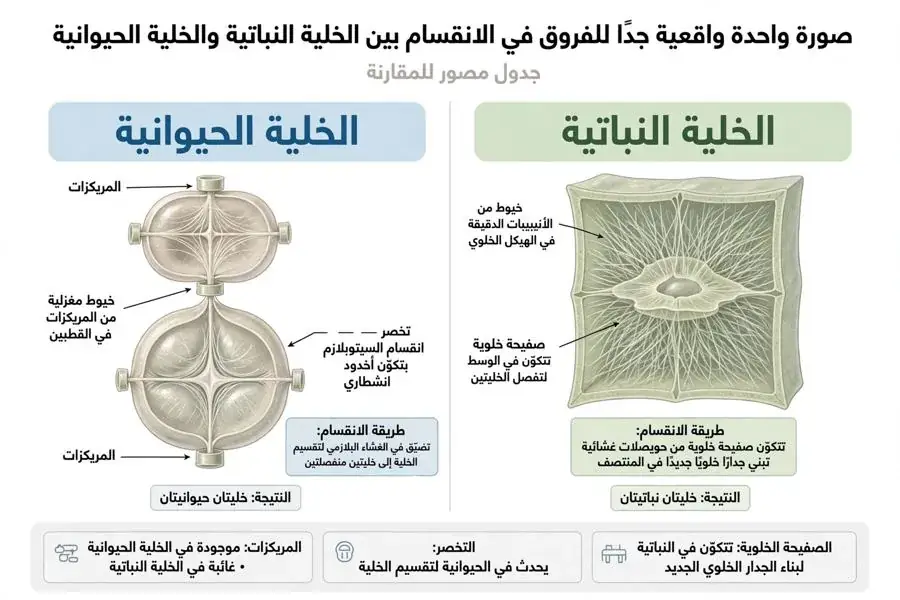 صورة واحدة واقعية جدًا للفروق في الانقسام بين الخلية النباتية والخلية الحيوانية
جدول مصور للمقارنة
الخلية النباتية
خيوط من
الأنيبيبات الدقيقة
في الهيكل الخلوي
صفيحة خلوية
تتكوّن في الوسط
لتفصل الخليتين
طريقة الانقسام:
تتكوّن صفيحة خلوية من حويصلات غشائية
تبني جدارًا خلويًا جديدًا في المنتصف
النتيجة: خليتان نباتيتان
الخلية الحيوانية
المريكزات
خيوط مغزلية
من المريكزات
في القطبين
تخصر
انقسام السيتوبلازم
بتكوّن أخدود
انشطاري
المريكزات
طريقة الانقسام:
تضيّق في الغشاء البلازمي لتقسيم
الخلية إلى خليتين منفصلتين
النتيجة: خليتان حيوانيتان
الصفيحة الخلوية: تتكوّن في النباتية
لبناء الجدار الخلوي الجديد
التخصر:
يحدث في الحيوانية لتقسيم الخلية
المريكزات: موجودة في الخلية الحيوانية
• غائبة في الخلية النباتية